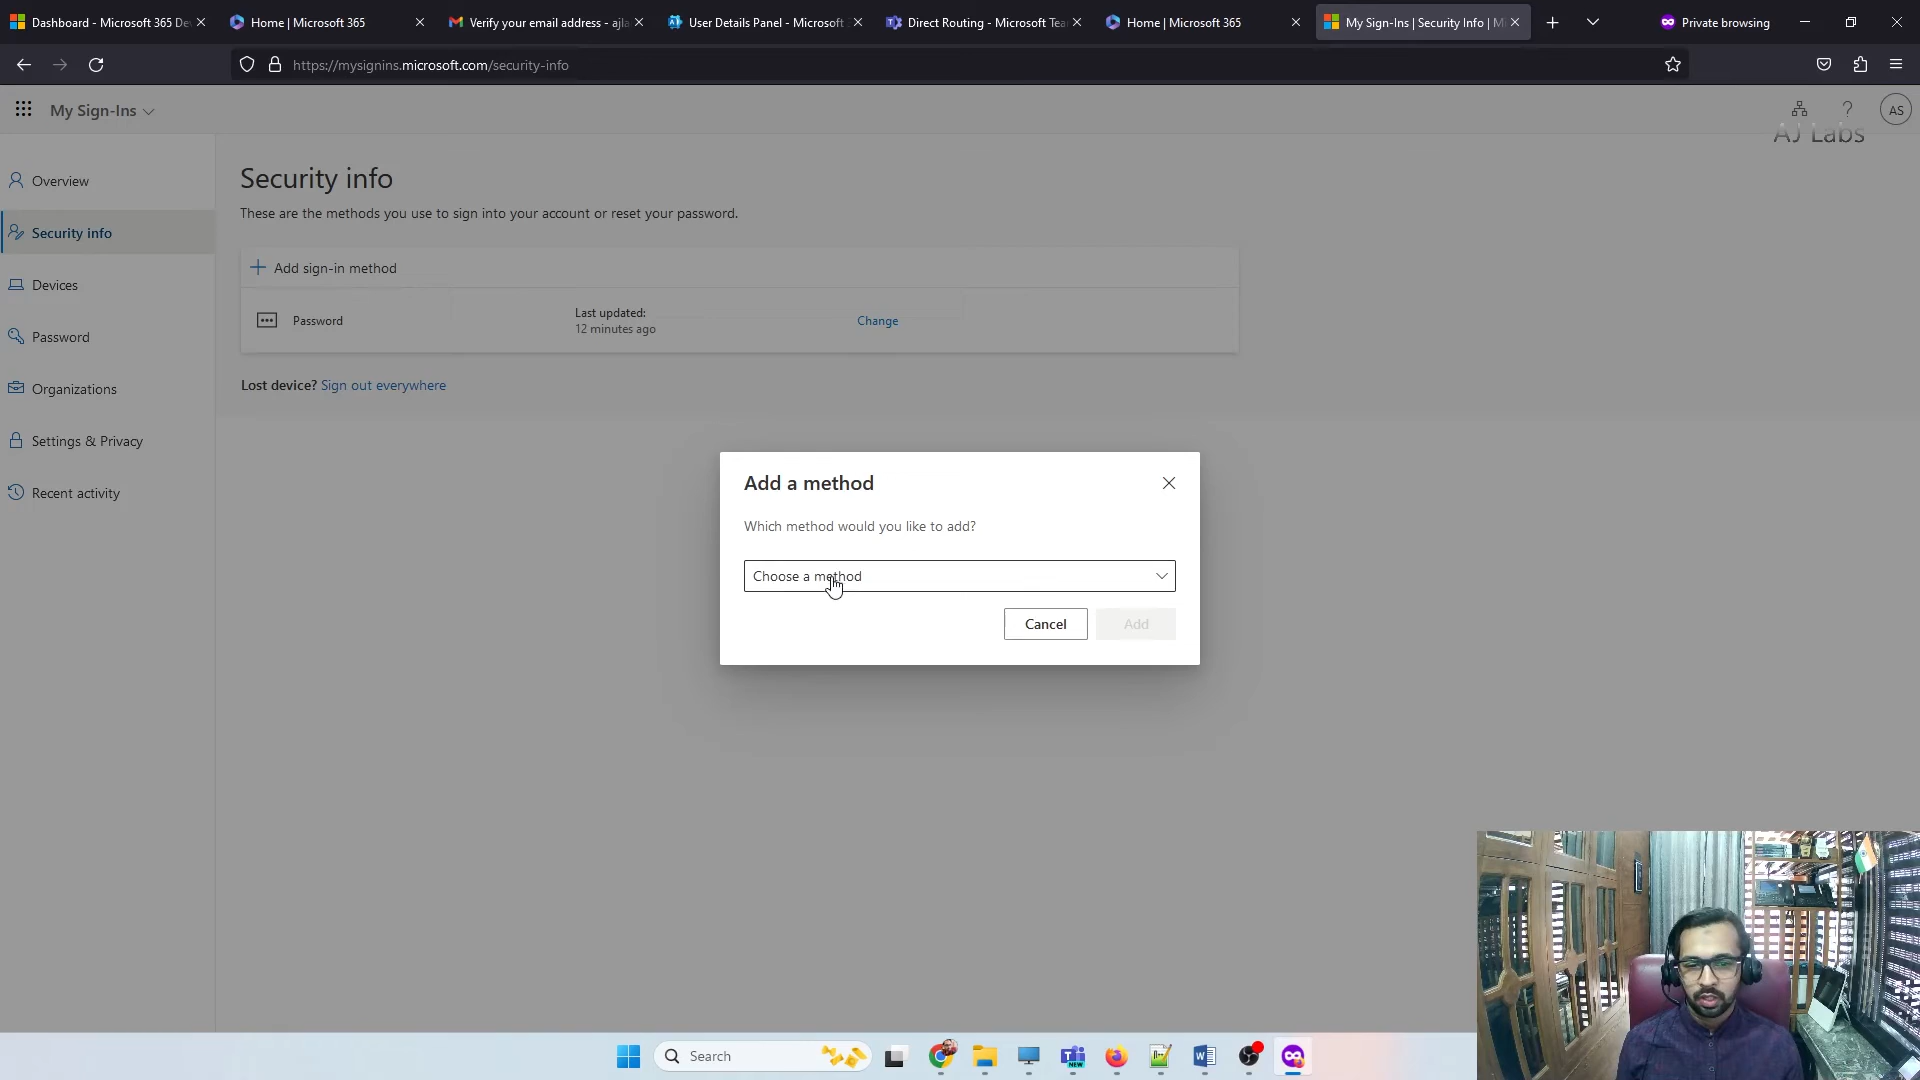 Dashboard - Microsoft 365 De
Home | Microsoft 365
Verify your email address - ajla
User Details Panel - Microsoft
Direct Routing - Microsoft Tea
Home | Microsoft 365
My Sign-Ins | Security Info | M
Private browsing
https://mysignins.microsoft.com/security-info
My Sign-Ins
?
AS
AJ Labs
Overview
Security info
Devices
Password
Organizations
Settings & Privacy
Recent activity
Security info
These are the methods you use to sign into your account or reset your password.
Add sign-in method
Password
Last updated:
12 minutes ago
Change
Lost device? Sign out everywhere
Add a method
Which method would you like to add?
Choose a method
Cancel
Add
Search
NEW